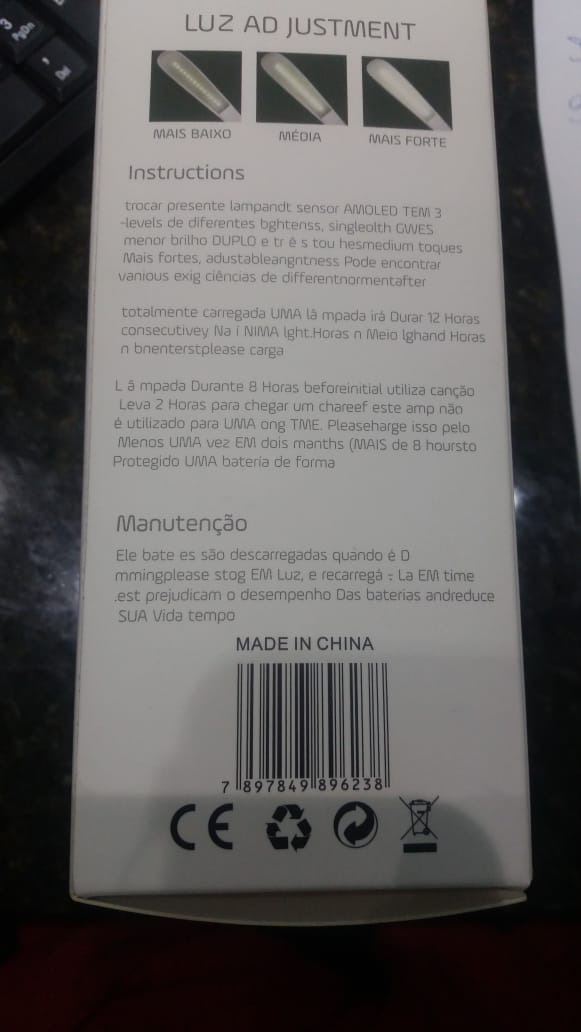 LUZ AD JUSTMENT
MAIS BAIXO
MÉDIA
MAIS FORTE
Instructions
trocar presente lampandt sensor AMOLED TEM 3
-levels de diferentes bghtenss, singleolth GWES
menor brilho DUPLO e tr ê s tou hesmedium toques
Mais fortes, adustableangntness Pode encontrar
vanious exig ciências de differentnormentafter
totalmente carregada UMA lâ mpada irá Durar 12 Horas
consecutivey Na í NIMA lght.Horas n Meio lghand Horas
n bnenterstplease carga
L â mpada Durante 8 Horas beforeinitial utiliza canção
Leva 2 Horas para chegar um chareef este amp não
é utilizado para UMA ong TME. Pleaseharge isso pelo
Menos UMA vez EM dois manths (MAIS de 8 hoursto
Protegido UMA bateria de forma
Manutenção
Ele bate es são descarregadas quando é D
mmingplease stog EM Luz, e recarregá - La EM time
.est prejudicam o desempenho Das baterias andreduce
SUA Vida tempo
MADE IN CHINA
7 897849 896238
CE